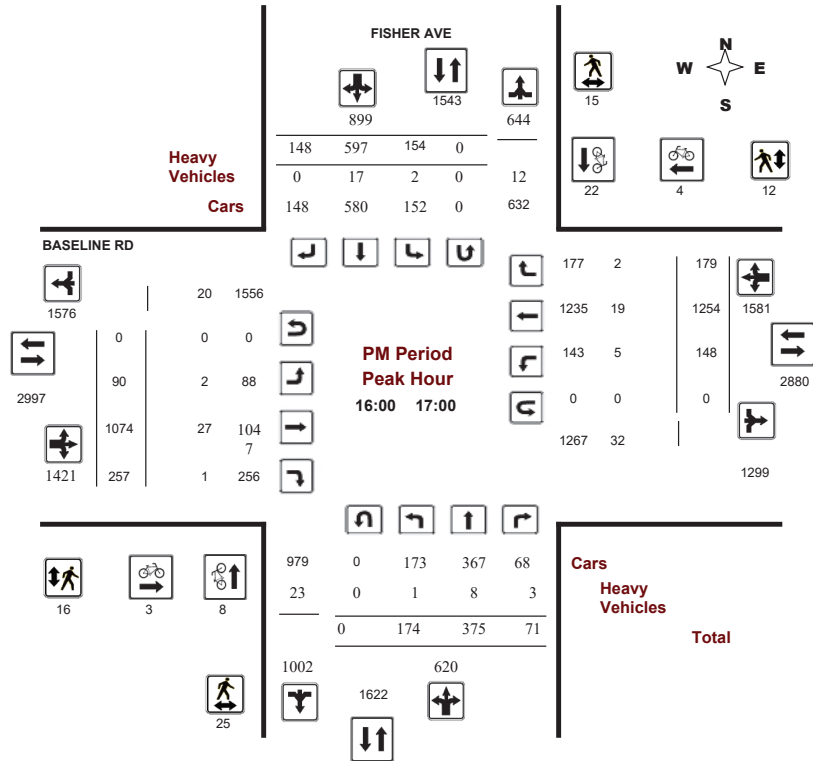 FISHER AVE
N
W E
S
1543
899 644
15
22 4 12
148 597 154 0
Heavy
Vehicles
0 17 2 0 12
Cars
148 580 152 0 632
BASELINE RD
1576
20 1556
0 0 0
2997
90 2 88
1074 27 104
7
1421 257 1 256
PM Period
Peak Hour
16:00 17:00
177 2 179
1235 19 1254 1581
143 5 148
2880
0 0 0
1267 32
1299
979 0 173 367 68 Cars
23 0 1 8 3 Heavy
Vehicles
0 174 375 71 Total
16 3 8
1002 620
1622
25